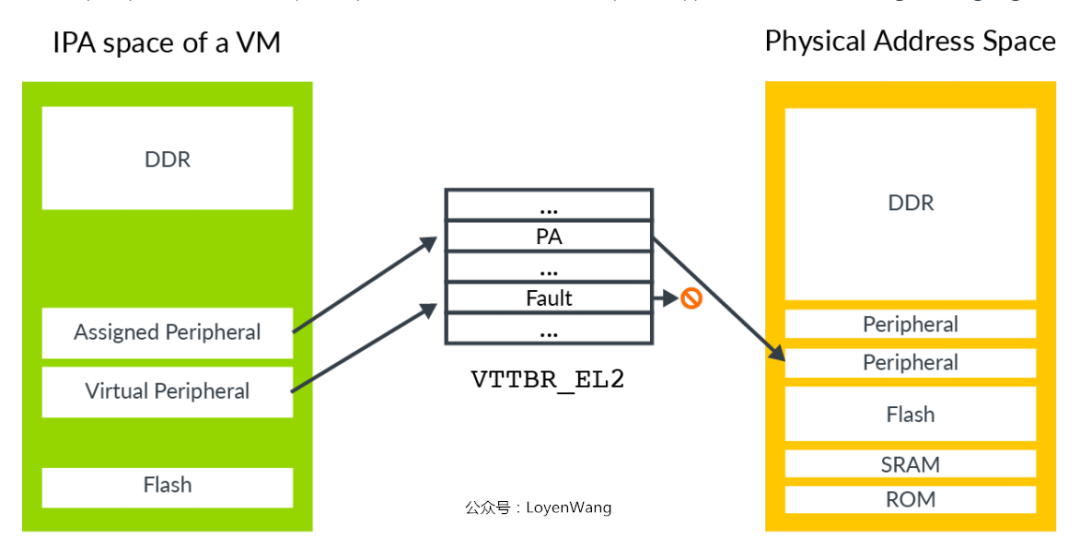 IPA space of a VM
DDR
Assigned Peripheral
Virtual Peripheral
Flash
...
PA
...
Fault
...
VTTBR_EL2
公众号：LoyenWang
Physical Address Space
DDR
Peripheral
Peripheral
Flash
SRAM
ROM